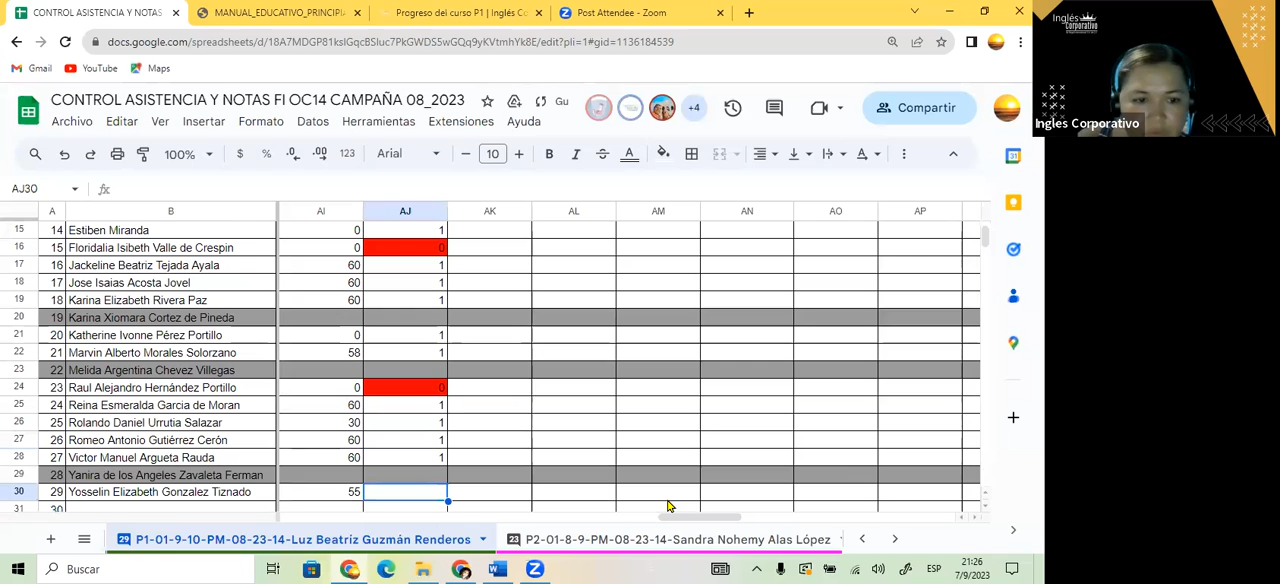 CONTROL ASISTENCIA Y NOTAS F
MANUAL_EDUCATIVO_PRINCIPIA
Progreso del curso P1 | Inglés Co
Post Attendee - Zoom
docs.google.com/spreadsheets/d/18A7MDGP81kslGqcBSluc7PkGWDS5wGQq9yKVtmhYk8E/edit?pli=1#gid=1136184539
Gmail YouTube Maps
CONTROL ASISTENCIA Y NOTAS FI OC14 CAMPAÑA 08_2023
Gu
+4
Compartir
Archivo Editar Ver Insertar Formato Datos Herramientas Extensiones Ayuda
100% $ % .0 .00 123 Arial 10 B I A
AJ30 fx
A B AI AJ AK AL AM AN AO AP
15 14 Estiben Miranda 0 1
16 15 Floridalia Isibeth Valle de Crespin 0 0
17 16 Jackeline Beatriz Tejada Ayala 60 1
18 17 Jose Isaias Acosta Jovel 60 1
19 18 Karina Elizabeth Rivera Paz 60 1
20 19 Karina Xiomara Cortez de Pineda
21 20 Katherine Ivonne Pérez Portillo 0 1
22 21 Marvin Alberto Morales Solorzano 58 1
23 22 Melida Argentina Chevez Villegas
24 23 Raul Alejandro Hernández Portillo 0 0
25 24 Reina Esmeralda Garcia de Moran 60 1
26 25 Rolando Daniel Urrutia Salazar 30 1
27 26 Romeo Antonio Gutiérrez Cerón 60 1
28 27 Victor Manuel Argueta Rauda 60 1
29 28 Yanira de los Angeles Zavaleta Ferman
30 29 Yosselin Elizabeth Gonzalez Tiznado 55
31 30
29 P1-01-9-10-PM-08-23-14-Luz Beatriz Guzmán Renderos
23 P2-01-8-9-PM-08-23-14-Sandra Nohemy Alas López
Buscar
ESP
21:26
7/9/2023
Inglés
Corporativo
Ingles Corporativo
31